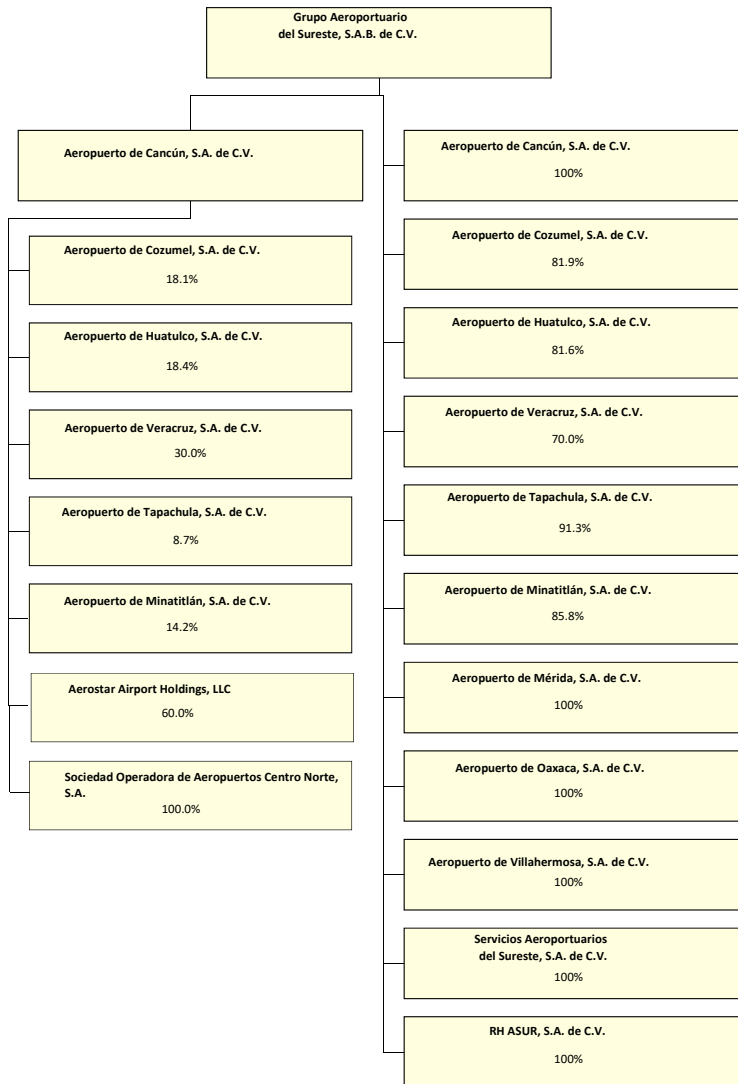 Grupo Aeroportuario
del Sureste, S.A.B. de C.V.
Aeropuerto de Cancún, S.A. de C.V.
Aeropuerto de Cozumel, S.A. de C.V.
18.1%
Aeropuerto de Huatulco, S.A. de C.V.
18.4%
Aeropuerto de Veracruz, S.A. de C.V.
30.0%
Aeropuerto de Tapachula, S.A. de C.V.
8.7%
Aeropuerto de Minatitlán, S.A. de C.V.
14.2%
Aerostar Airport Holdings, LLC
60.0%
Sociedad Operadora de Aeropuertos Centro Norte,
S.A.
100.0%
Aeropuerto de Cancún, S.A. de C.V.
100%
Aeropuerto de Cozumel, S.A. de C.V.
81.9%
Aeropuerto de Huatulco, S.A. de C.V.
81.6%
Aeropuerto de Veracruz, S.A. de C.V.
70.0%
Aeropuerto de Tapachula, S.A. de C.V.
91.3%
Aeropuerto de Minatitlán, S.A. de C.V.
85.8%
Aeropuerto de Mérida, S.A. de C.V.
100%
Aeropuerto de Oaxaca, S.A. de C.V.
100%
Aeropuerto de Villahermosa, S.A. de C.V.
100%
Servicios Aeroportuarios
del Sureste, S.A. de C.V.
100%
RH ASUR, S.A. de C.V.
100%